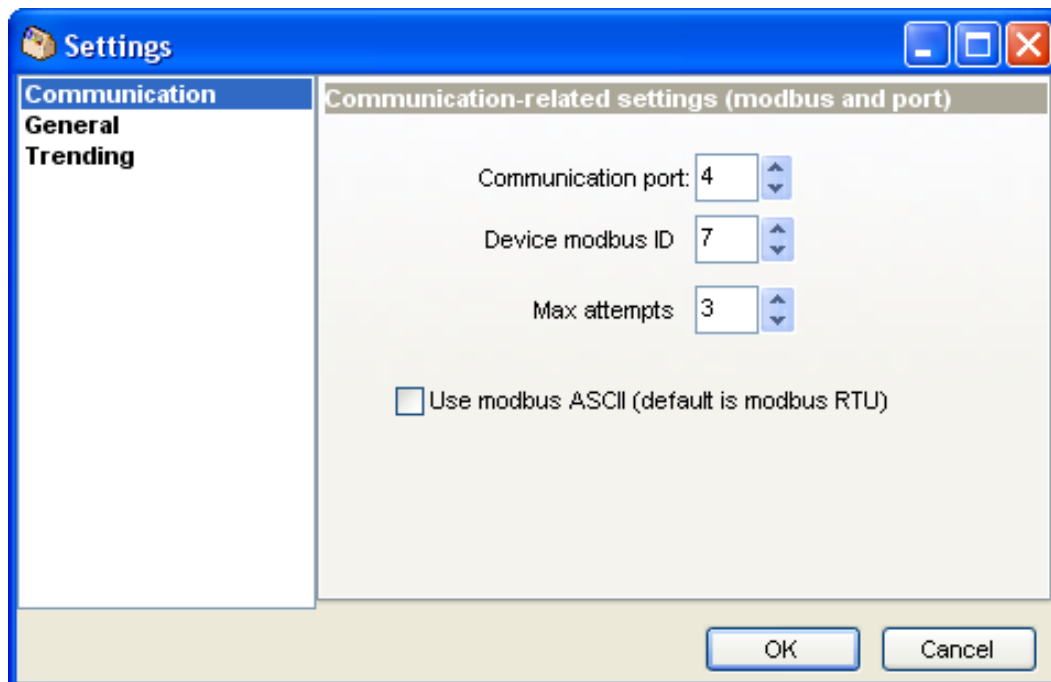 Settings
Communication
General
Trending
Communication-related settings (modbus and port)
Communication port: 4
Device modbus ID 7
Max attempts 3
Use modbus ASCII (default is modbus RTU)
OK Cancel